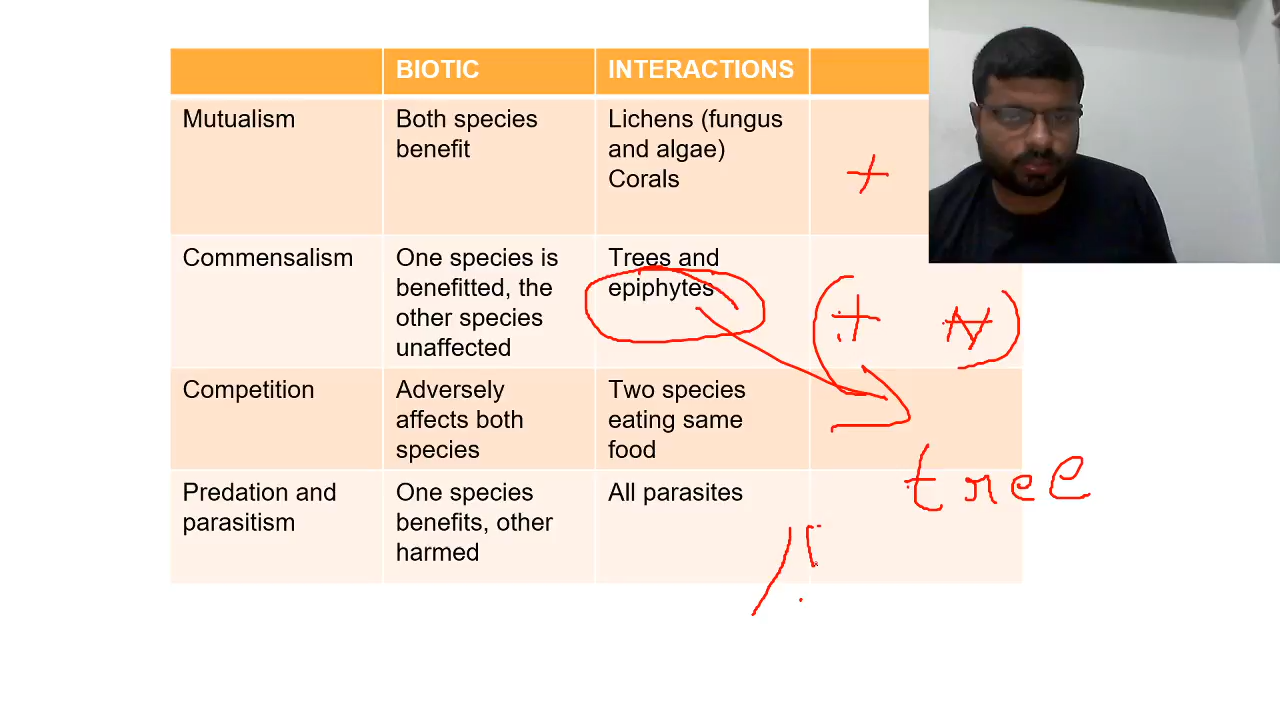 BIOTIC INTERACTIONS
Mutualism
Both species
benefit
Lichens (fungus
and algae)
Corals
+
Commensalism
One species is
benefitted, the
other species
unaffected
Trees and
epiphytes
+ N
Competition
Adversely
affects both
species
Two species
eating same
food
tree
Predation and
parasitism
One species
benefits, other
harmed
All parasites